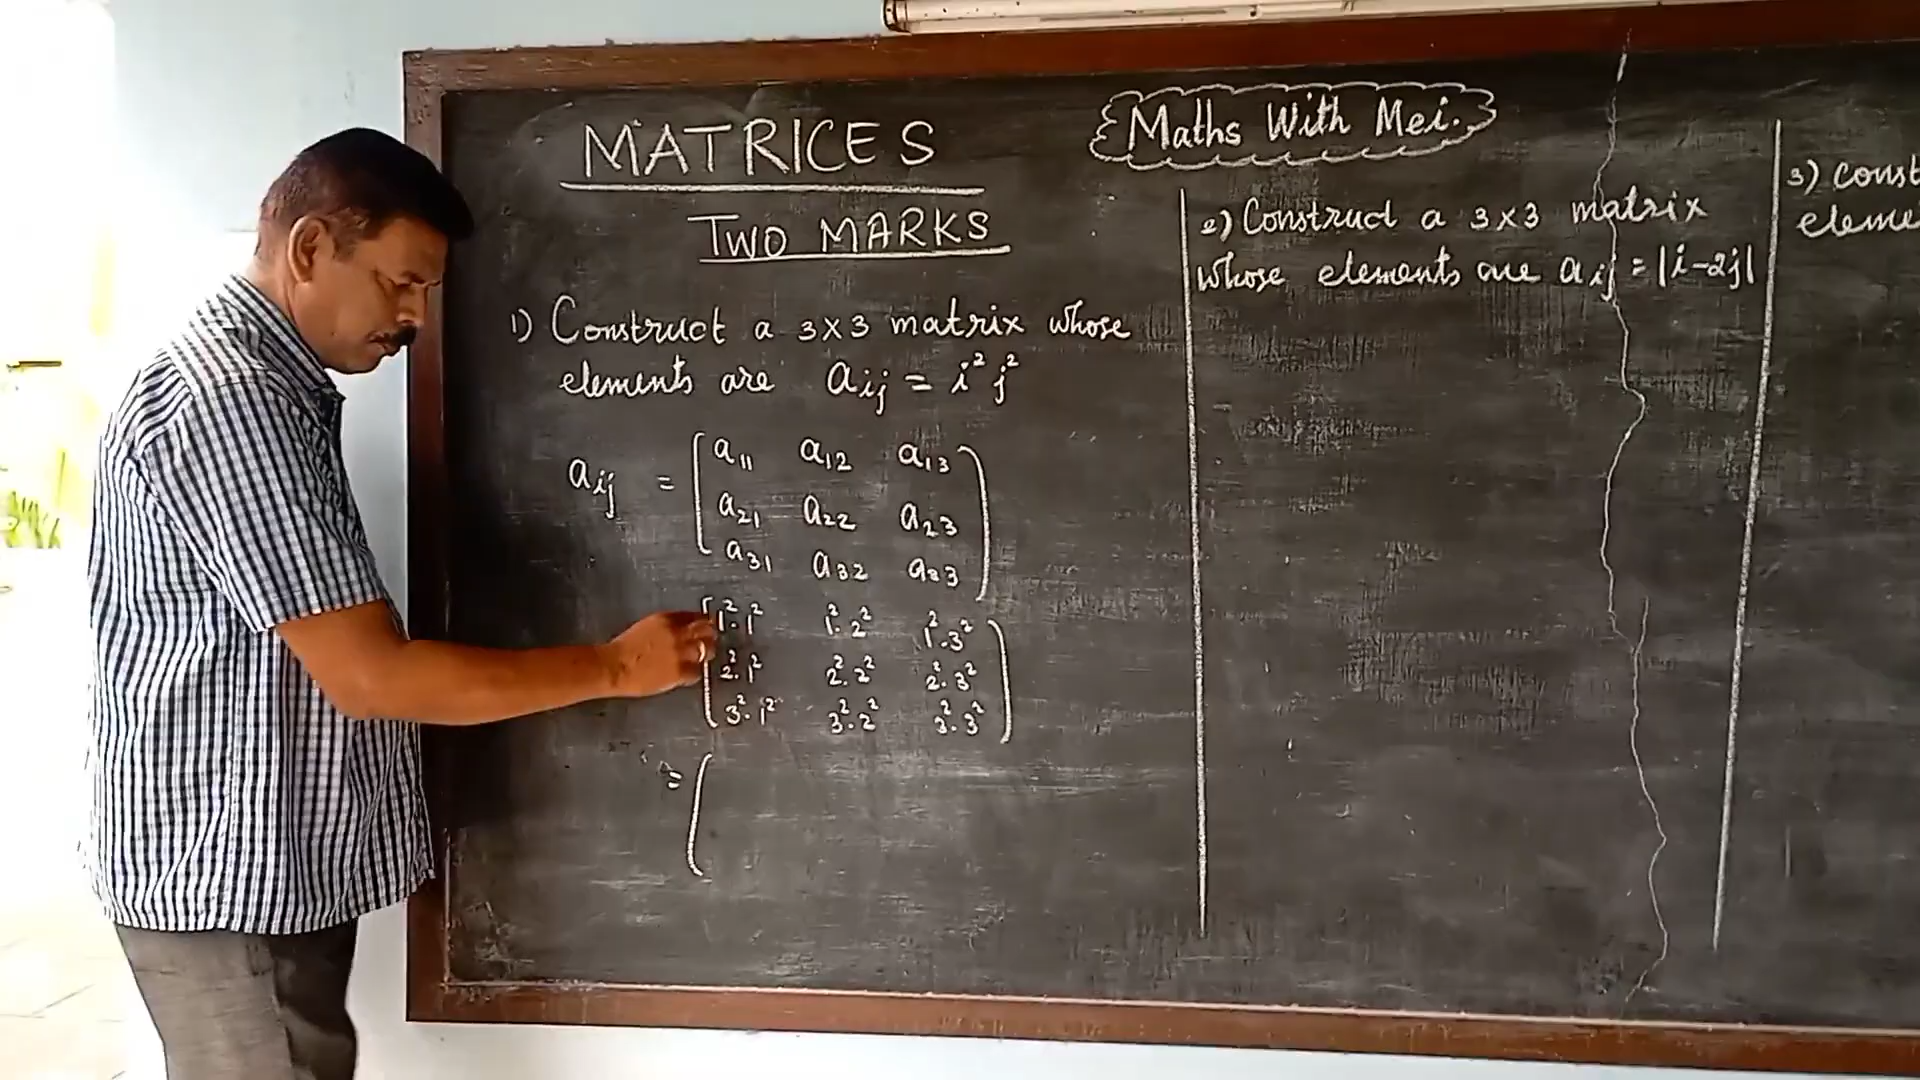 MATRICES
TWO MARKS
1) Construct a 3×3 matrix whose
elements are aij = i² j²
aij = [a11 a12 a13
a21 a22 a23
a31 a32 a33]
[1².1² 1².2² 1².3²
2².1² 2².2² 2².3²
3².1² 3².2² 3².3²]
= [
Maths With Mei.
2) Construct a 3×3 matrix
whose elements are aij = |i-2j|
3) Const
eleme